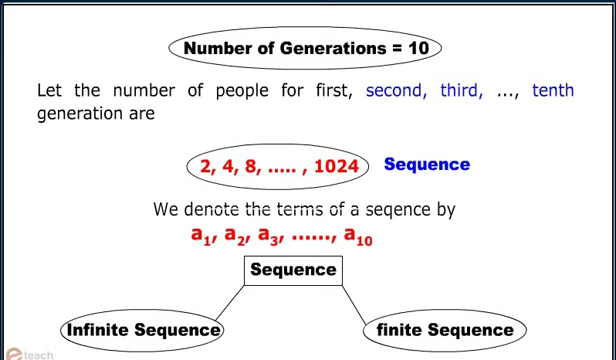 Number of Generations = 10
Let the number of people for first, second, third, ..., tenth
generation are
2, 4, 8, ..... , 1024 Sequence
We denote the terms of a seqence by
a1, a2, a3, ......, a10
Sequence
Infinite Sequence finite Sequence
e teach